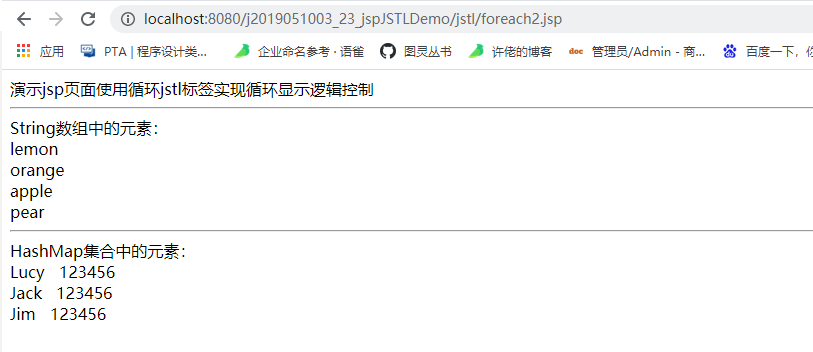 localhost:8080/j2019051003_23_jspJSTLDemo/jstl/foreach2.jsp
应用 PTA | 程序设计类... 企业命名参考 · 语雀 图灵丛书 许佬的博客 doc 管理员/Admin - 商... 百度一下，
演示jsp页面使用循环jstl标签实现循环显示逻辑控制
String数组中的元素：
lemon
orange
apple
pear
HashMap集合中的元素：
Lucy 123456
Jack 123456
Jim 123456